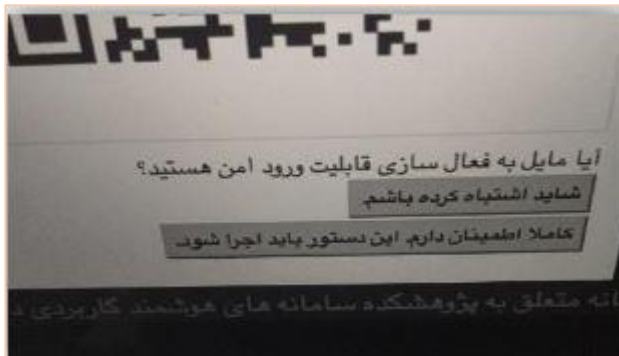 آیا مایل به فعال سازی قابلیت ورود امن هستید؟
شاید اشتباه کرده باشم.
کاملا اطمینان دارم. این دستور باید اجرا شود.
متعلق به پژوهشکده سامانه های هوشمند کاربردی